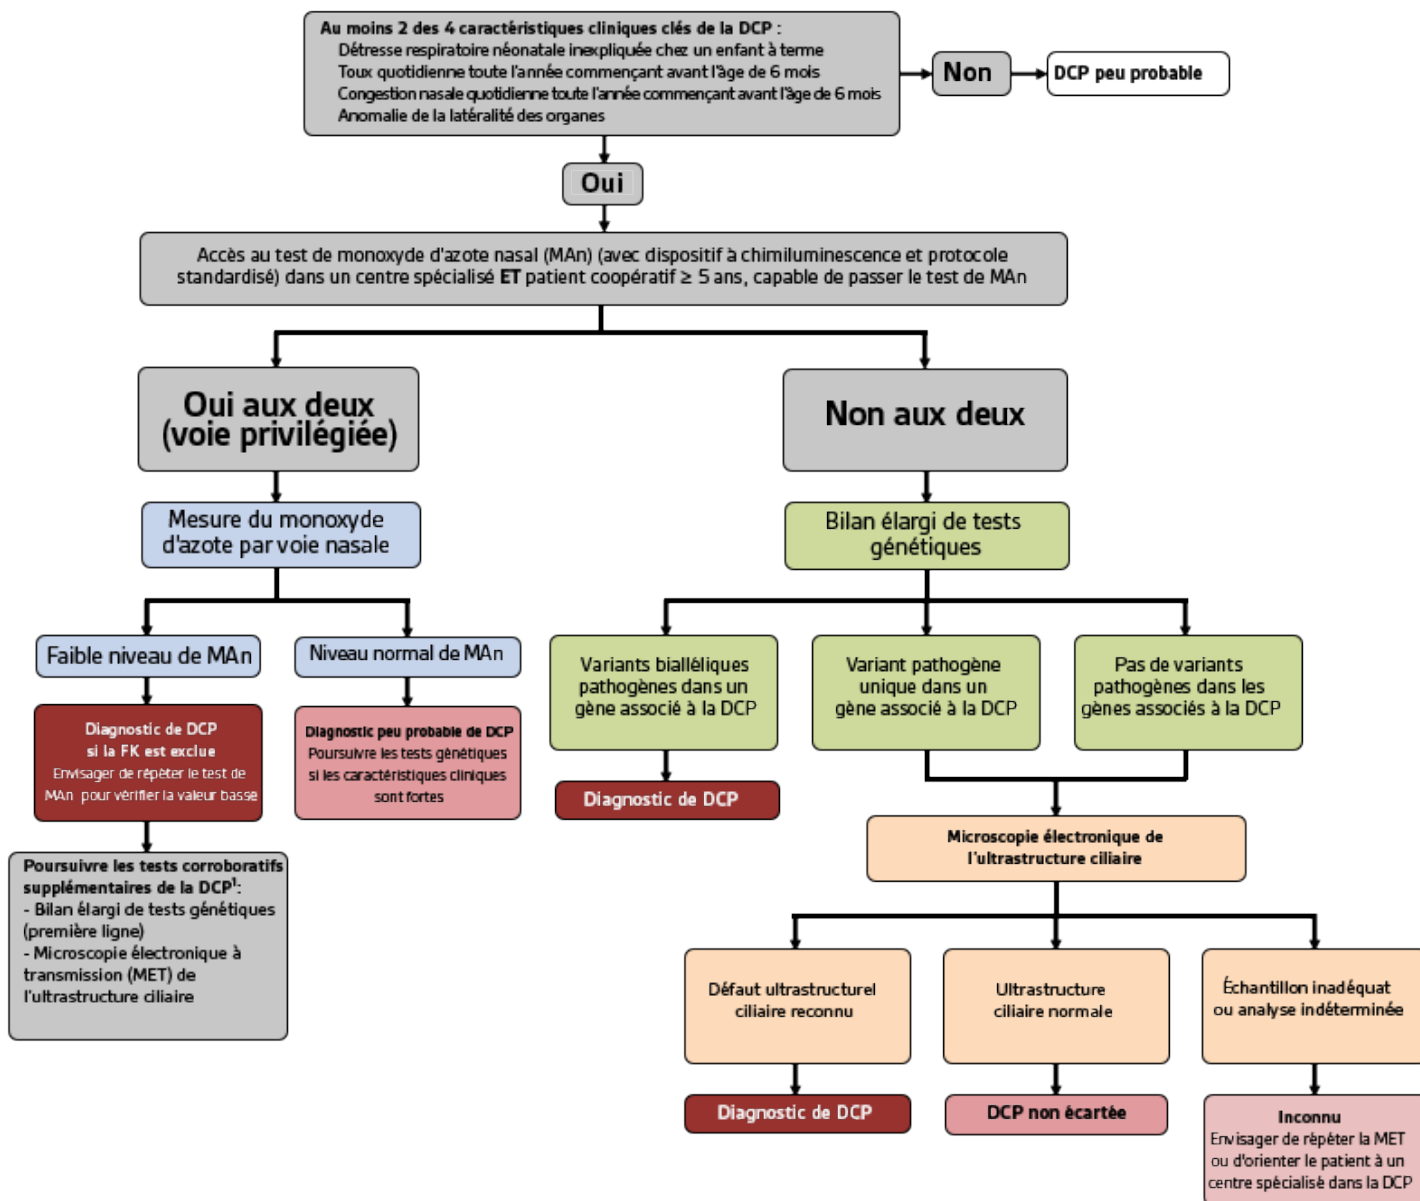 Au moins 2 des 4 caractéristiques cliniques clés de la DCP :
Détresse respiratoire néonatale inexpliquée chez un enfant à terme
Toux quotidienne toute l'année commençant avant l'âge de 6 mois
Congestion nasale quotidienne toute l'année commençant avant l'âge de 6 mois
Anomalie de la latéralité des organes
Non
DCP peu probable
Oui
Accès au test de monoxyde d'azote nasal (MAn) (avec dispositif à chimiluminescence et protocole
standardisé) dans un centre spécialisé ET patient coopératif ≥ 5 ans, capable de passer le test de MAn
Oui aux deux
(voie privilégiée)
Non aux deux
Mesure du monoxyde
d'azote par voie nasale
Bilan élargi de tests
génétiques
Faible niveau de MAn
Niveau normal de MAn
Variants bialléliques
pathogènes dans un
gène associé à la DCP
Variant pathogène
unique dans un
gène associé à la DCP
Pas de variants
pathogènes dans les
gènes associés à la DCP
Diagnostic de DCP
si la FK est exclue
Envisager de répèter le test de
MAn pour vérifier la valeur basse
Diagnostic peu probable de DCP
Poursuivre les tests génétiques
si les caractéristiques cliniques
sont fortes
Diagnostic de DCP
Poursuivre les tests corroboratifs
supplémentaires de la DCP¹:
- Bilan élargi de tests génétiques
(première ligne)
- Microscopie électronique à
transmission (MET) de
l'ultrastructure ciliaire
Microscopie électronique de
l'ultrastructure ciliaire
Défaut ultrastructurel
ciliaire reconnu
Ultrastructure
ciliaire normale
Échantillon inadéquat
ou analyse indéterminée
Diagnostic de DCP
DCP non écartée
Inconnu
Envisager de répèter la MET
ou d'orienter le patient à un
centre spécialisé dans la DCP